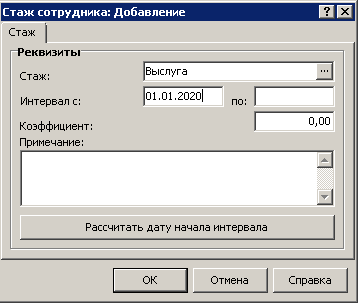 Стаж сотрудника: Добавление
Стаж
Реквизиты
Стаж: Выслуга ...
Интервал с: 01.01.2020 по:
Коэффициент: 0,00
Примечание:
Рассчитать дату начала интервала
OK Отмена Справка